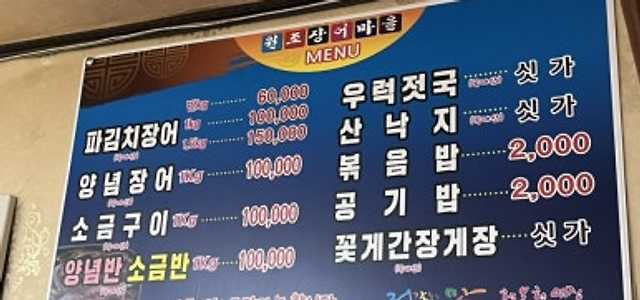 원조장어마을
MENU
파김치장어
60,000
1kg 100,000
1.5kg 150,000
양념장어 1Kg 100,000
소금구이 1Kg 100,000
양념반 소금반 1Kg 100,000
우럭젓국 싯가
산낙지 싯가
볶음밥 2,000
공기밥 2,000
꽃게간장게장 싯가